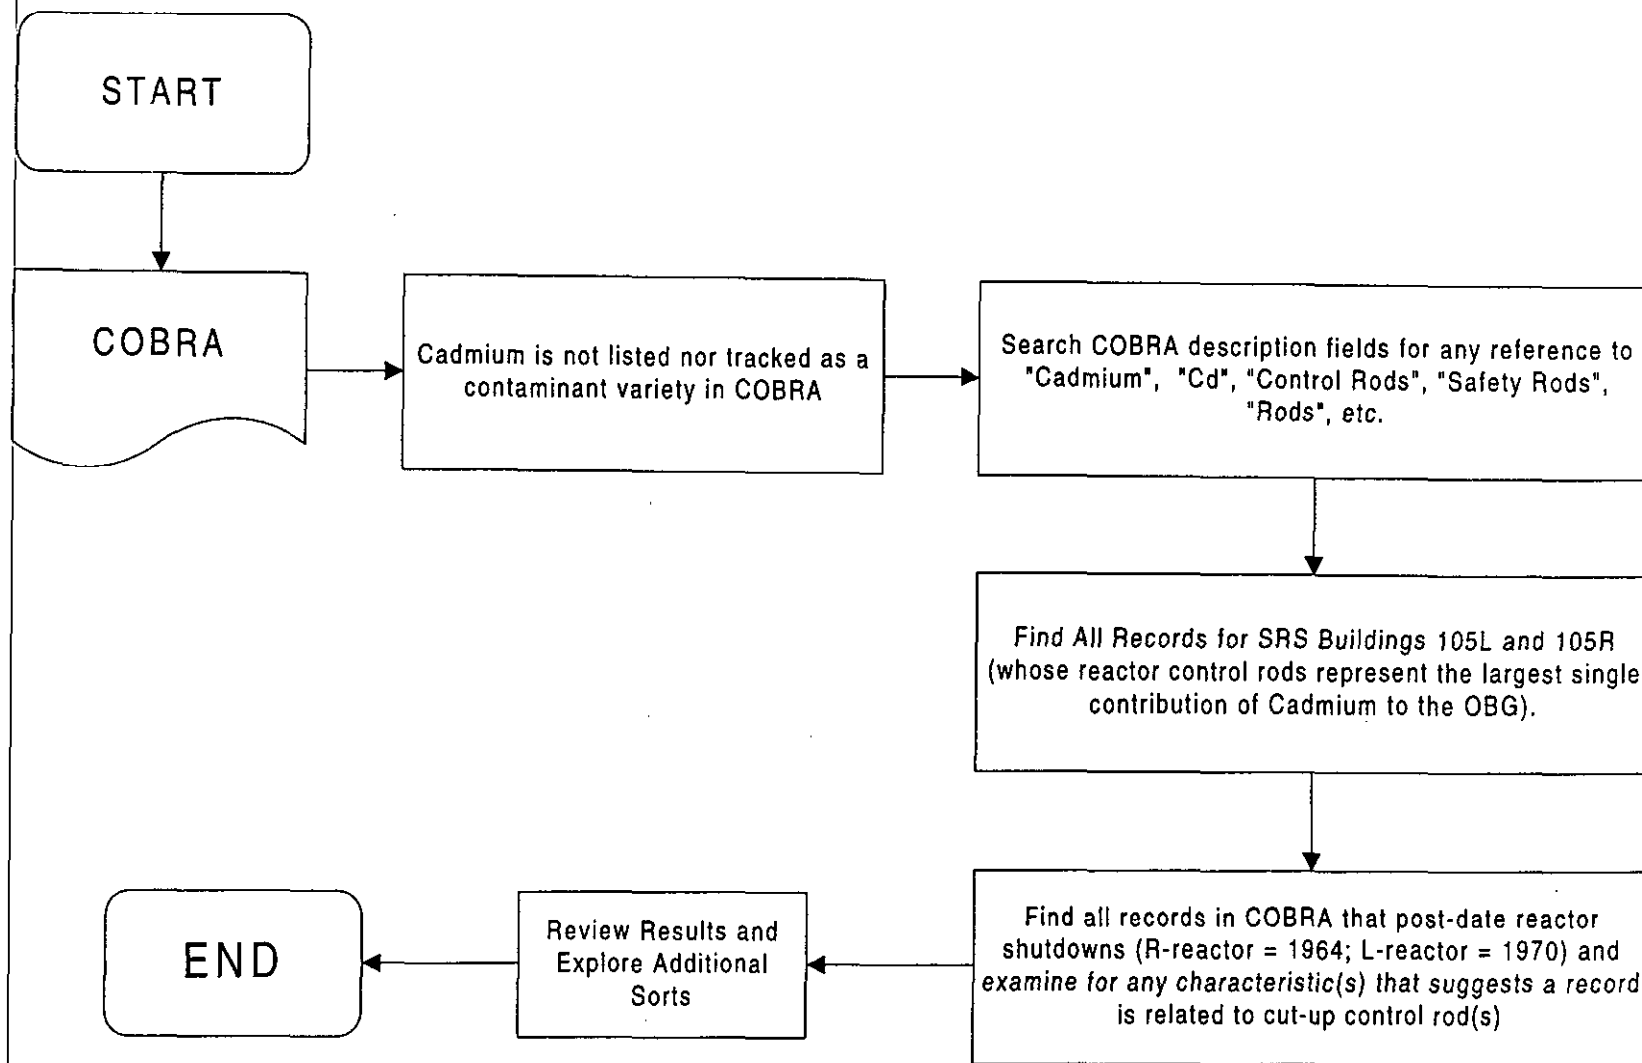 START
COBRA
Cadmium is not listed nor tracked as a
contaminant variety in COBRA
Search COBRA description fields for any reference to
"Cadmium", "Cd", "Control Rods", "Safety Rods",
"Rods", etc.
Find All Records for SRS Buildings 105L and 105R
(whose reactor control rods represent the largest single
contribution of Cadmium to the OBG).
Find all records in COBRA that post-date reactor
shutdowns (R-reactor = 1964; L-reactor = 1970) and
examine for any characteristic(s) that suggests a record
is related to cut-up control rod(s)
Review Results and
Explore Additional
Sorts
END